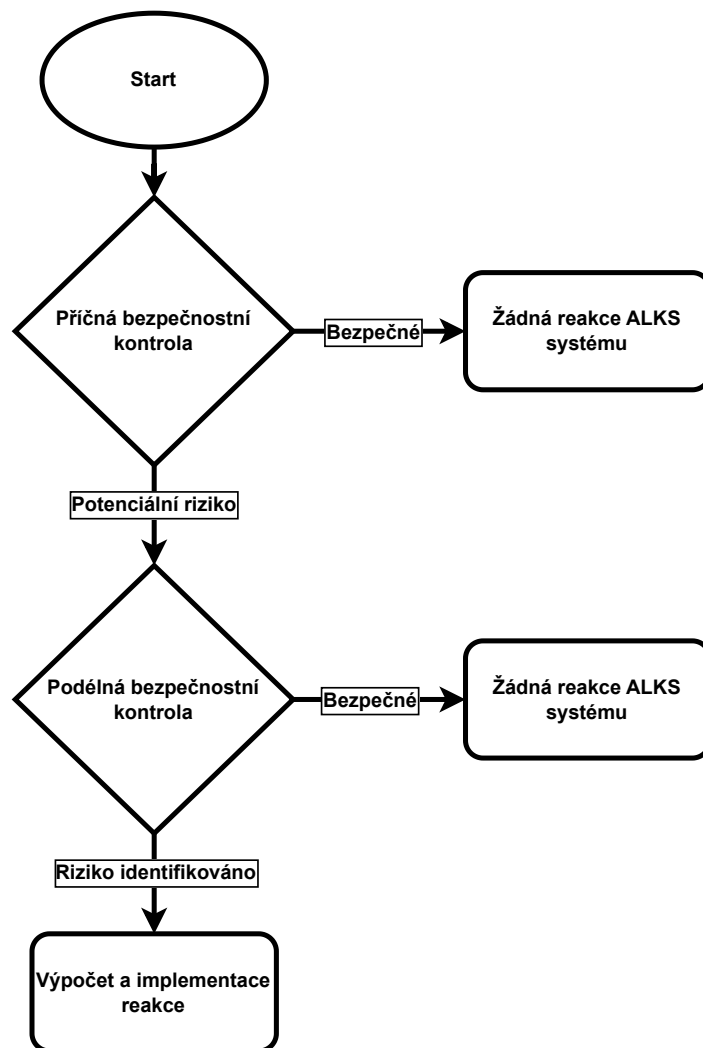 Start
Příčná bezpečnostní
kontrola
Bezpečné
Žádná reakce ALKS
systému
Potenciální riziko
Podélná bezpečnostní
kontrola
Bezpečné
Žádná reakce ALKS
systému
Riziko identifikováno
Výpočet a implementace
reakce